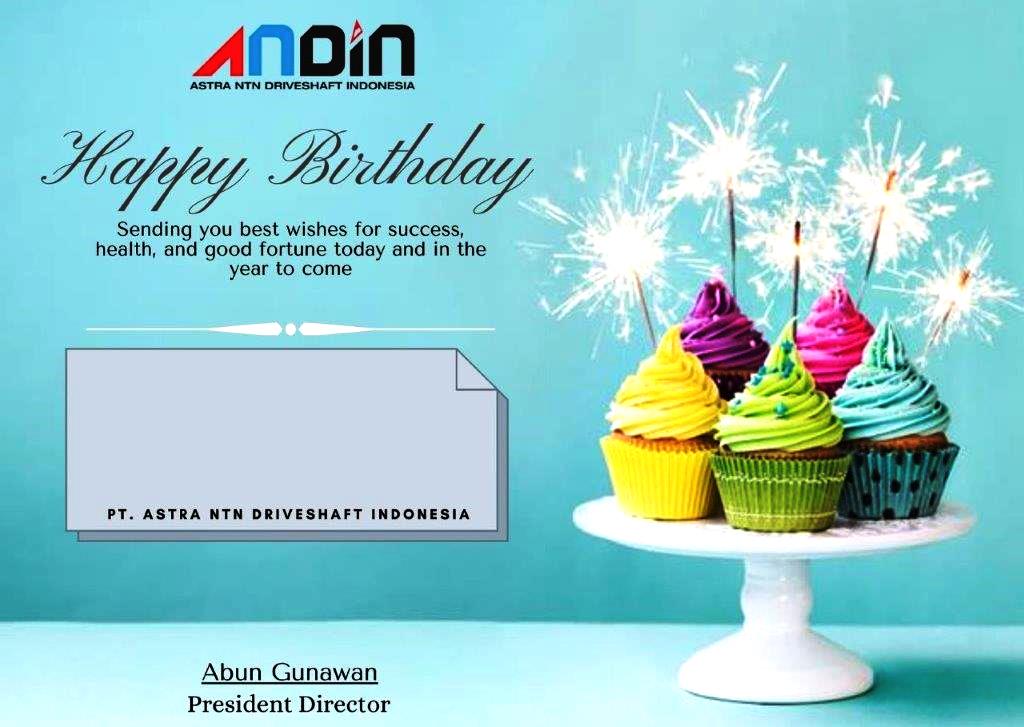 ANDIN
ASTRA NTN DRIVESHAFT INDONESIA
Happy Birthday
Sending you best wishes for success,
health, and good fortune today and in the
year to come
PT. ASTRA NTN DRIVESHAFT INDONESIA
Abun Gunawan
President Director